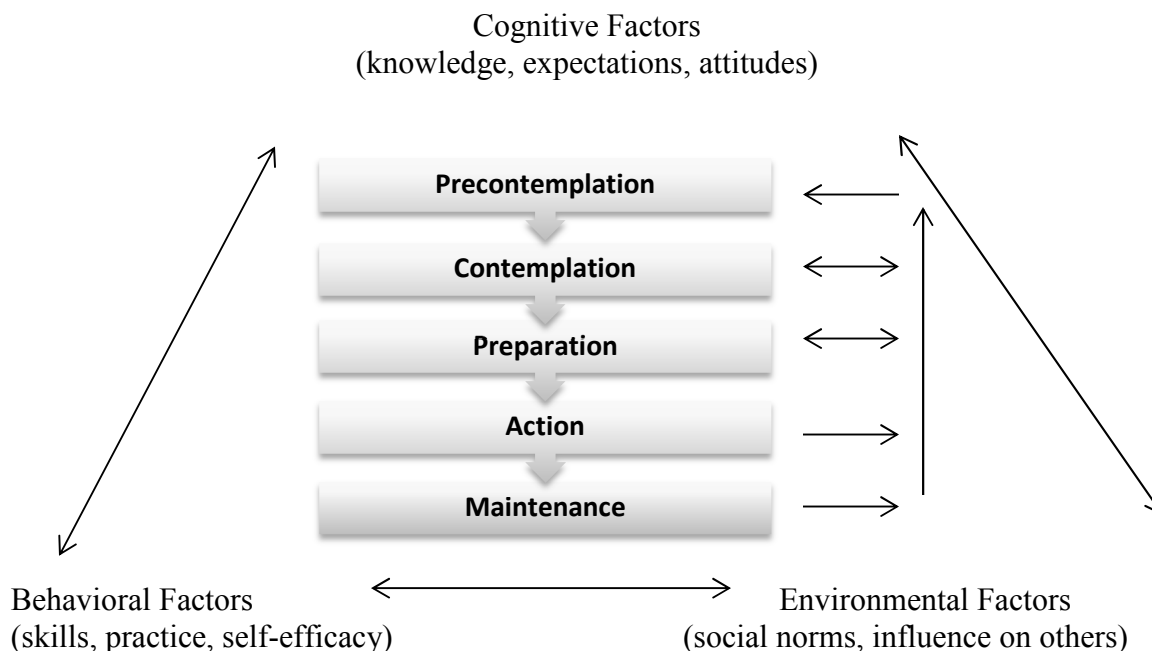 Cognitive Factors
(knowledge, expectations, attitudes)
Precontemplation
Contemplation
Preparation
Action
Maintenance
Behavioral Factors
(skills, practice, self-efficacy)
Environmental Factors
(social norms, influence on others)